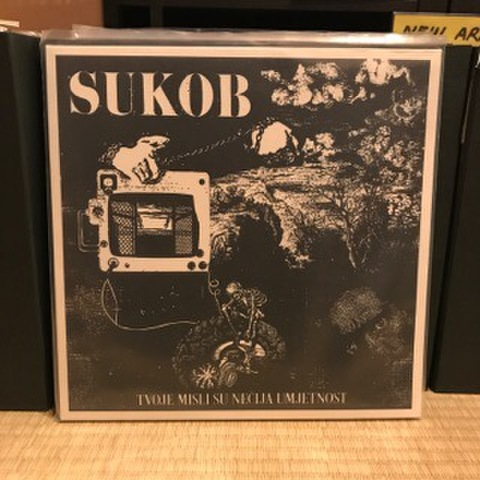 SUKOB
NEW AR
TVOJE MISLI SU NEČIJA UMJETNOST